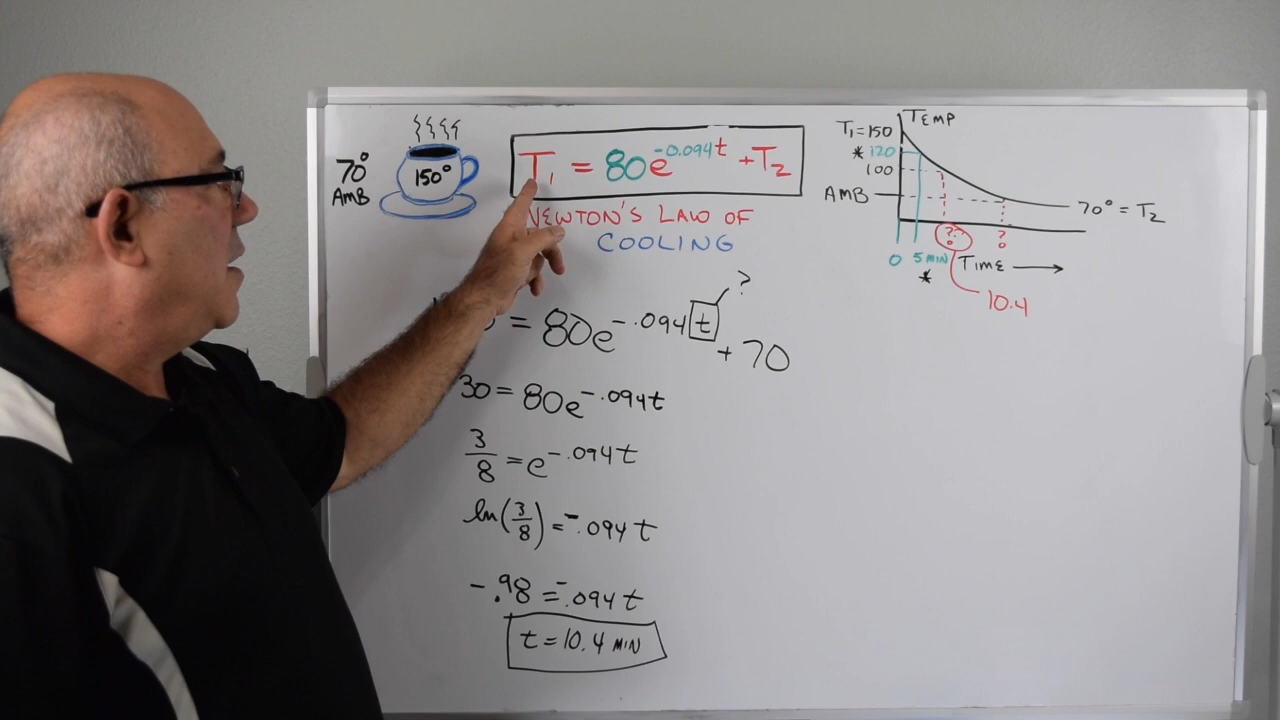 70°
AMB
150°
T₁ = 80e^-0.094t + T₂
NEWTON'S LAW OF
COOLING
= 80e^-.094t + 70
?
30 = 80e^-.094t
3/8 = e^-.094t
ln(3/8) = -.094t
-.98 = -.094t
t = 10.4 MIN
TEMP
T₁ = 150
* 120
100
AMB
70° = T₂
0 5 MIN ?? ?
* TIME
10.4